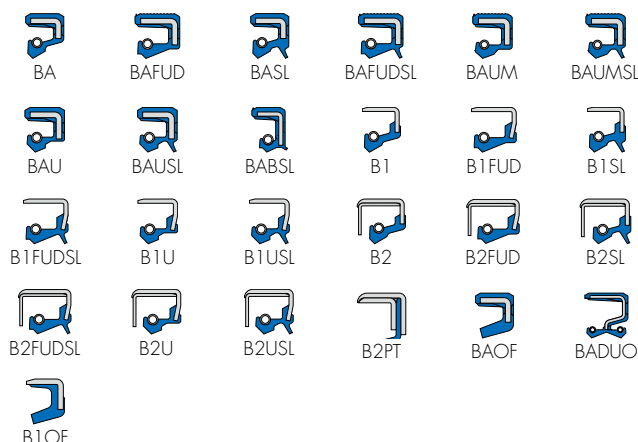 BA BAFUD BASL BAFUDSL BAUM BAUMSL
BAU BAUSL BABSL B1 B1FUD B1SL
B1FUDSL B1U B1USL B2 B2FUD B2SL
B2FUDSL B2U B2USL B2PT BAOF BADUO
B1OF